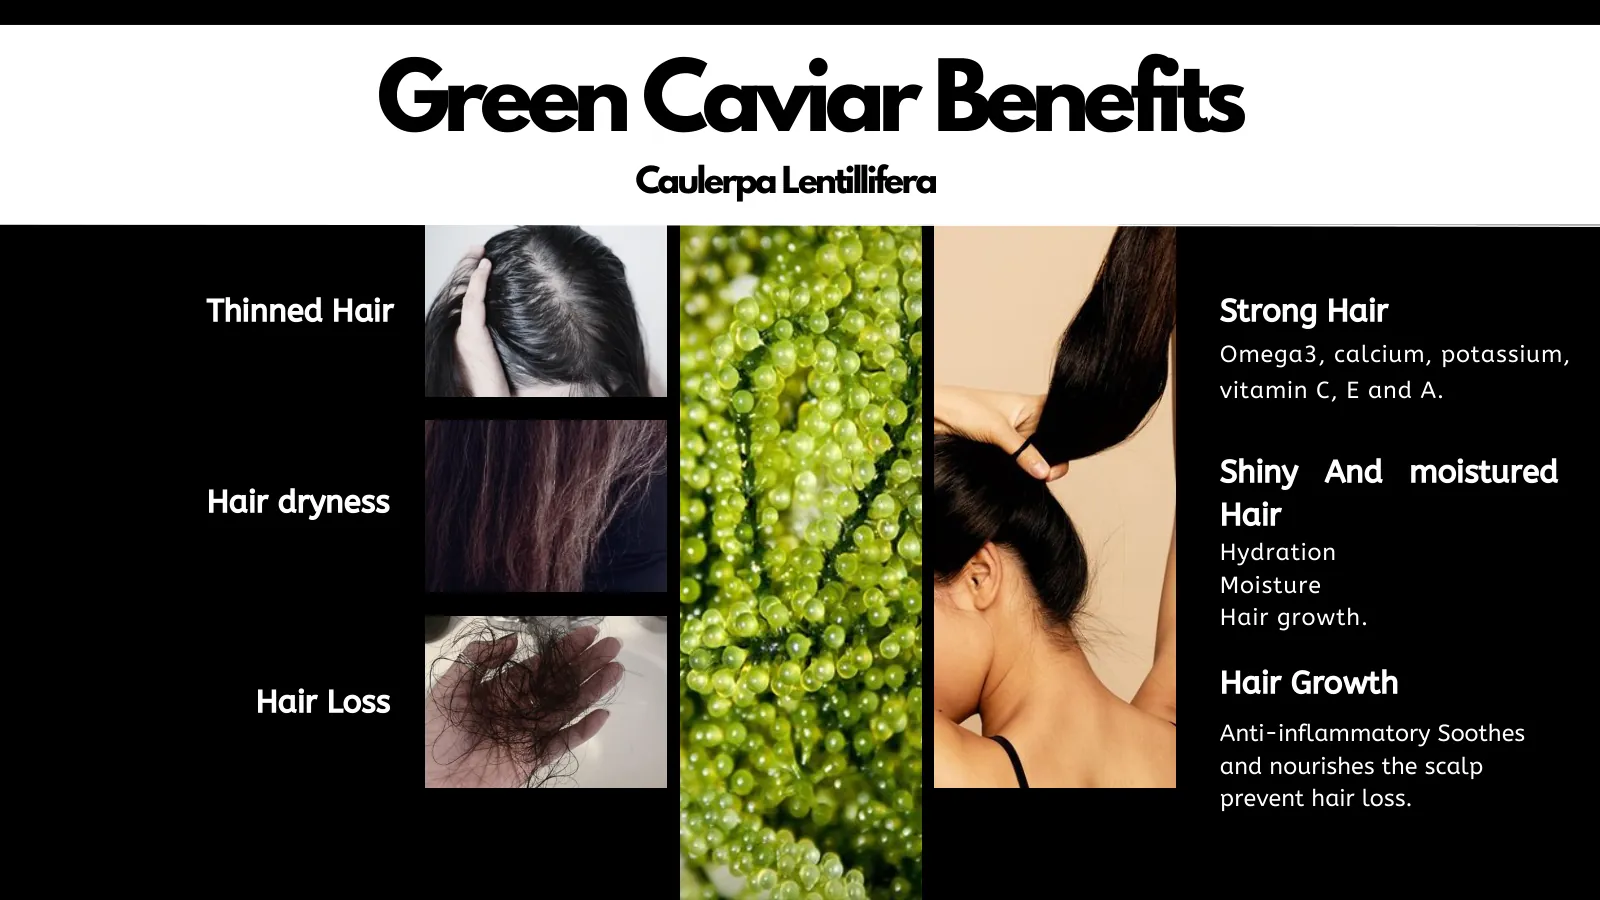 Green Caviar Benefits
Caulerpa Lentillifera
Thinned Hair
Hair dryness
Hair Loss
Strong Hair
Omega3, calcium, potassium,
vitamin C, E and A.
Shiny And moistured
Hair
Hydration
Moisture
Hair growth.
Hair Growth
Anti-inflammatory Soothes
and nourishes the scalp
prevent hair loss.